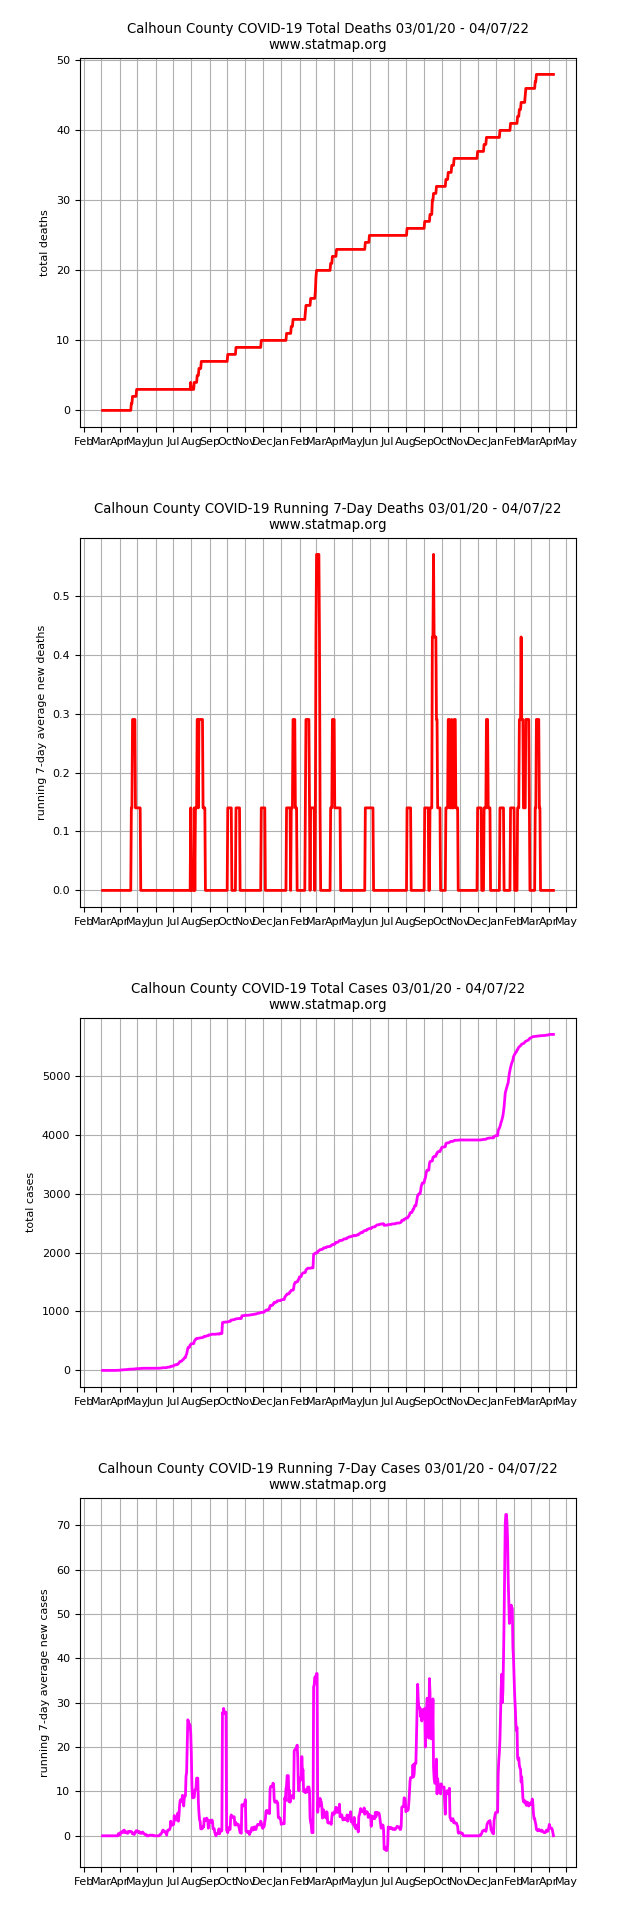 Calhoun County COVID-19 Total Deaths 03/01/20 - 04/07/22
www.statmap.org
50
40
30
20
10
0
total deaths
Feb Mar Apr May Jun Jul Aug Sep Oct Nov Dec Jan Feb Mar Apr May Jun Jul Aug Sep Oct Nov Dec Jan Feb Mar Apr May
Calhoun County COVID-19 Running 7-Day Deaths 03/01/20 - 04/07/22
www.statmap.org
0.5
0.4
0.3
0.2
0.1
0.0
running 7-day average new deaths
Feb Mar Apr May Jun Jul Aug Sep Oct Nov Dec Jan Feb Mar Apr May Jun Jul Aug Sep Oct Nov Dec Jan Feb Mar Apr May
Calhoun County COVID-19 Total Cases 03/01/20 - 04/07/22
www.statmap.org
5000
4000
3000
2000
1000
0
total cases
Feb Mar Apr May Jun Jul Aug Sep Oct Nov Dec Jan Feb Mar Apr May Jun Jul Aug Sep Oct Nov Dec Jan Feb Mar Apr May
Calhoun County COVID-19 Running 7-Day Cases 03/01/20 - 04/07/22
www.statmap.org
70
60
50
40
30
20
10
0
running 7-day average new cases
Feb Mar Apr May Jun Jul Aug Sep Oct Nov Dec Jan Feb Mar Apr May Jun Jul Aug Sep Oct Nov Dec Jan Feb Mar Apr May